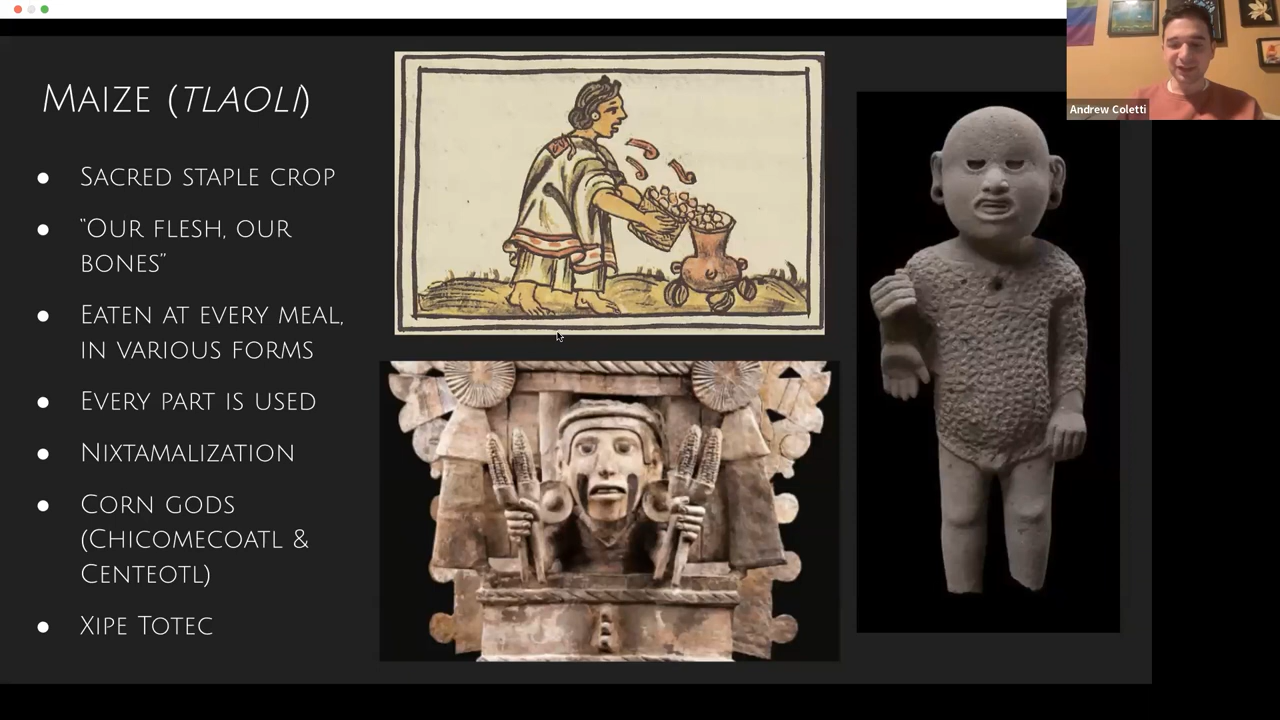 MAIZE (TLAOLI)
SACRED STAPLE CROP
"OUR FLESH, OUR
BONES"
EATEN AT EVERY MEAL,
IN VARIOUS FORMS
EVERY PART IS USED
NIXTAMALIZATION
CORN GODS
(CHICOMECOATL &
CENTEOTL)
XIPE TOTEC
Andrew Coletti